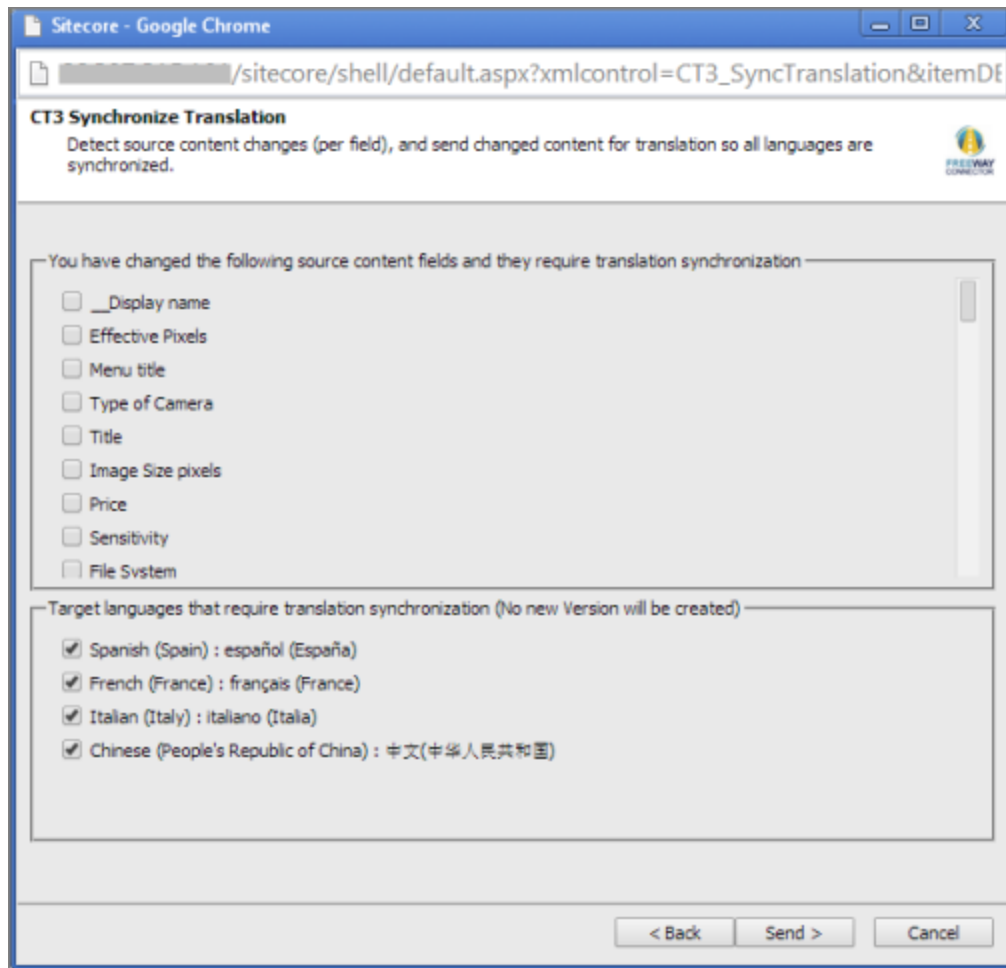 Sitecore - Google Chrome
/sitecore/shell/default.aspx?xmlcontrol=CT3_SyncTranslation&itemDE
CT3 Synchronize Translation
Detect source content changes (per field), and send changed content for translation so all languages are
synchronized.
FREEWAY
CONNECTOR
You have changed the following source content fields and they require translation synchronization
__Display name
Effective Pixels
Menu title
Type of Camera
Title
Image Size pixels
Price
Sensitivity
File System
Target languages that require translation synchronization (No new Version will be created)
Spanish (Spain) : español (España)
French (France) : français (France)
Italian (Italy) : italiano (Italia)
Chinese (People's Republic of China) : 中文(中华人民共和国)
< Back Send > Cancel